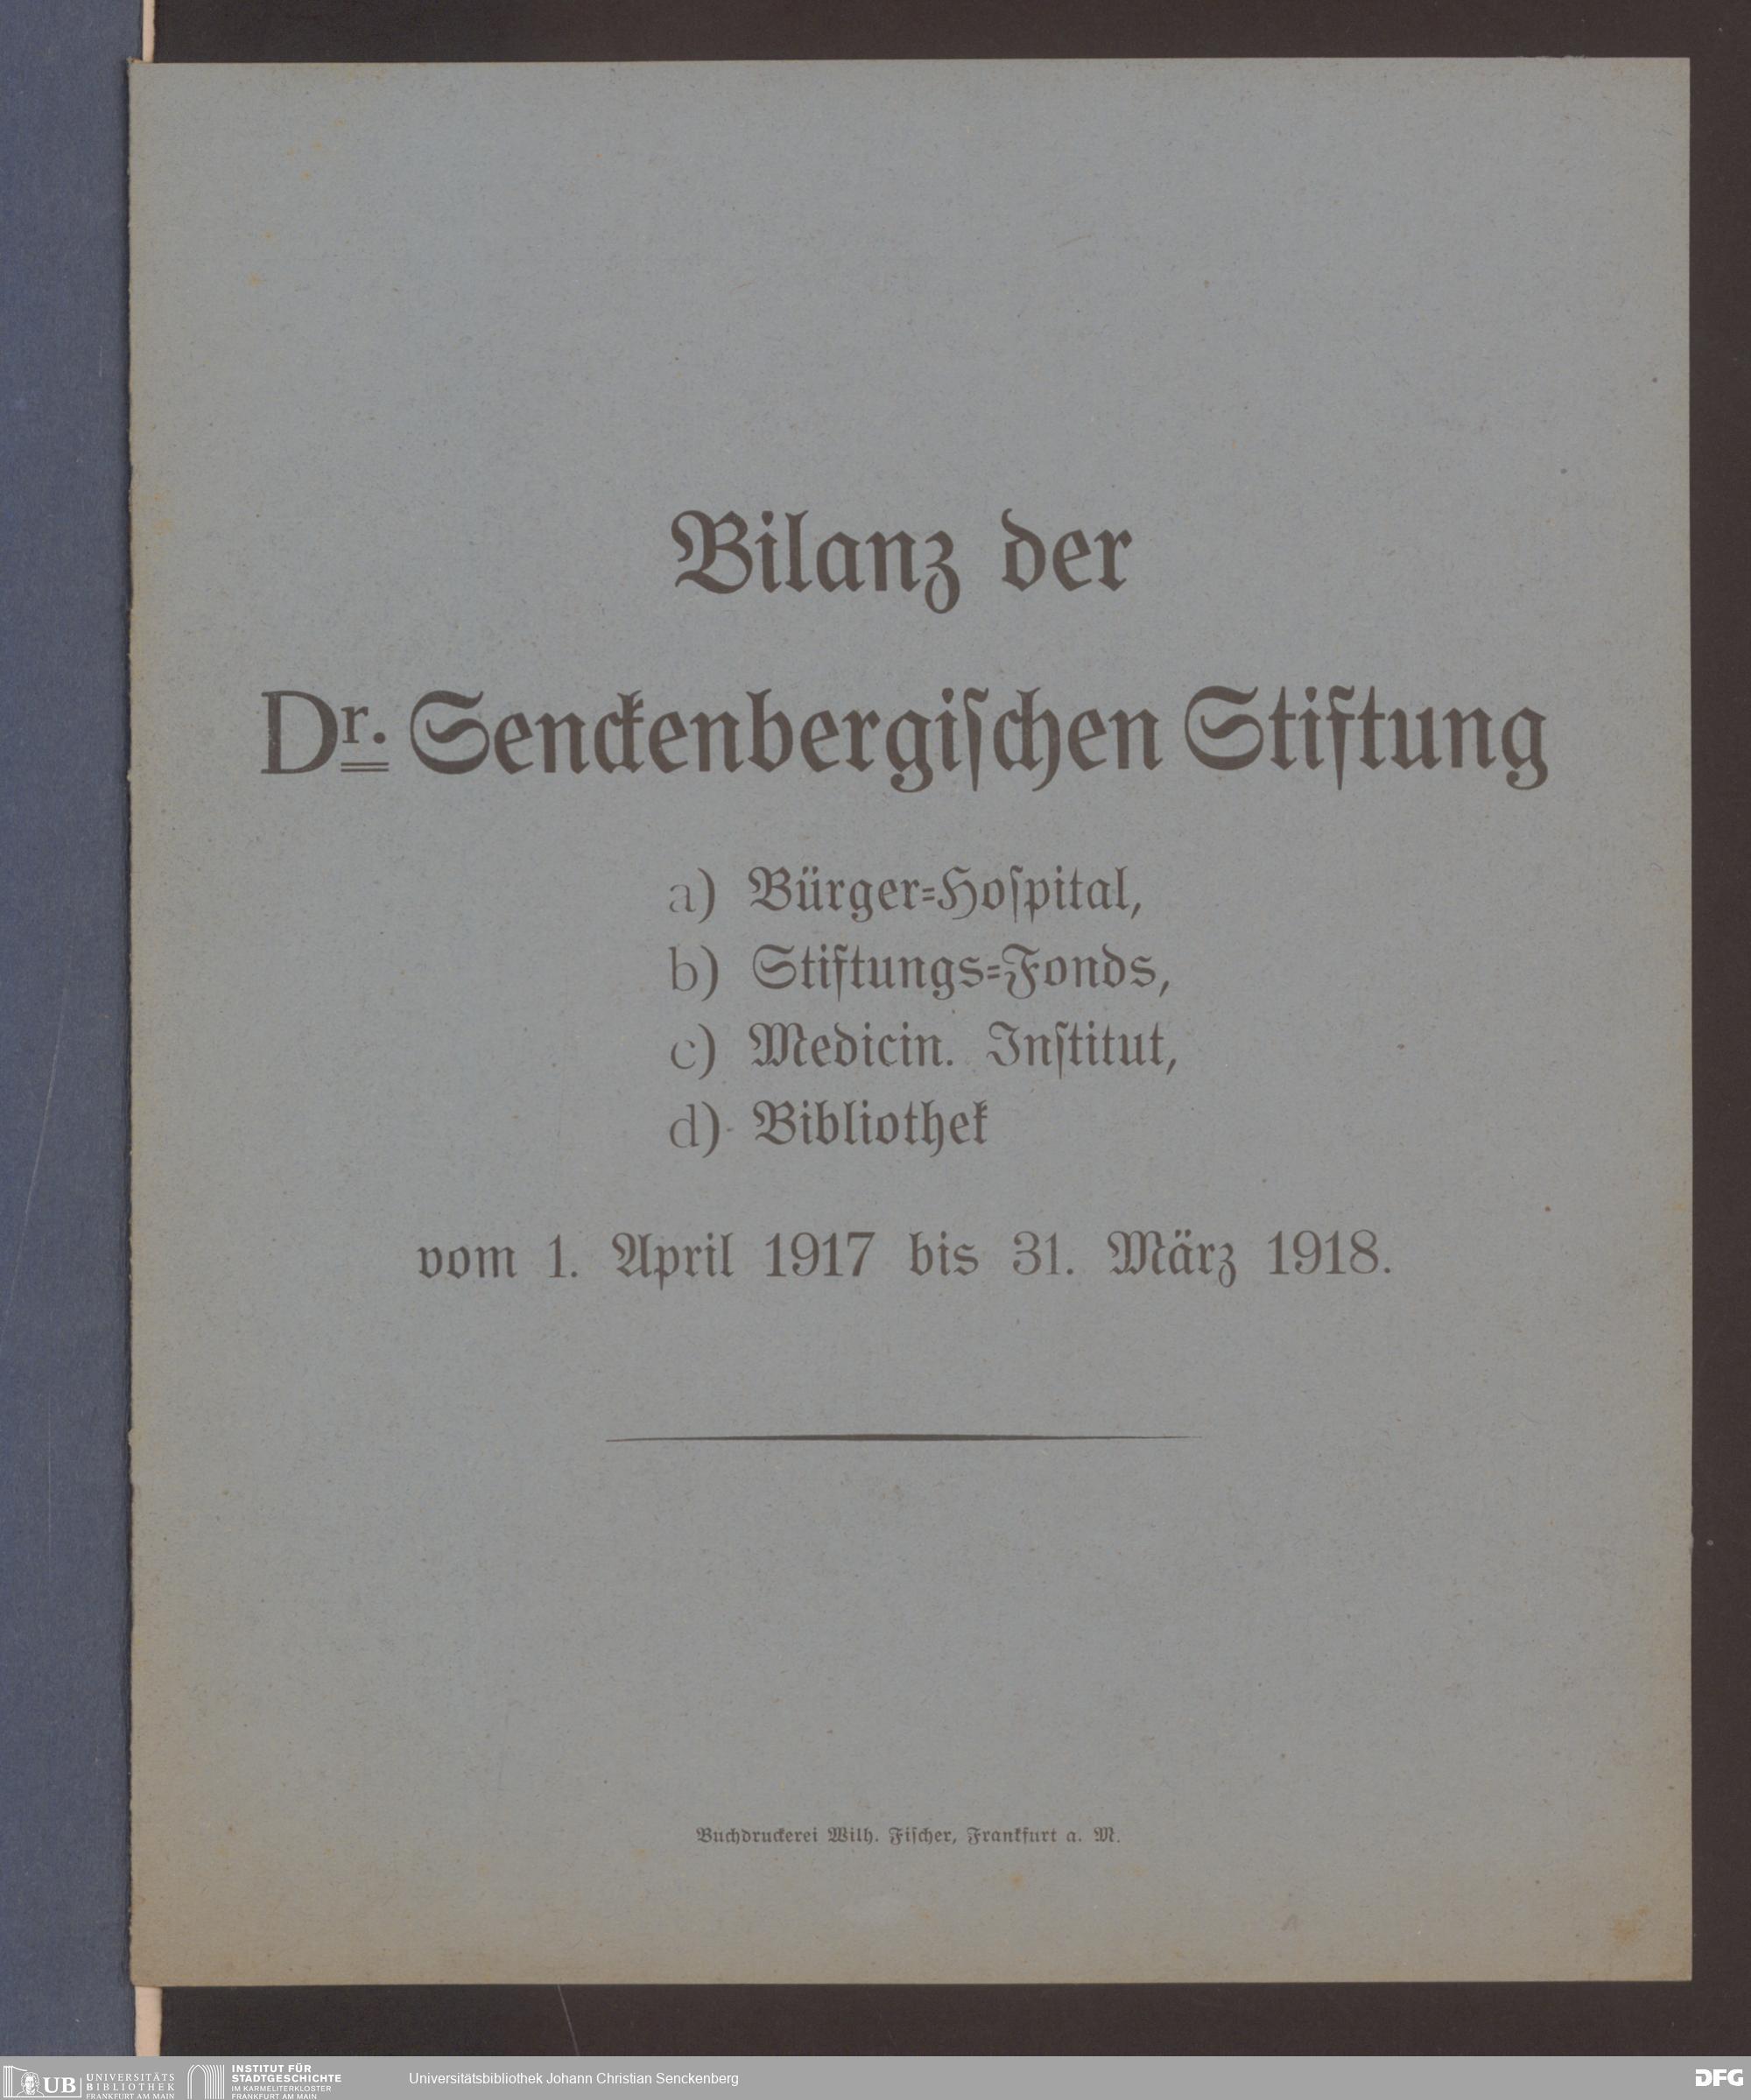 Bilanz der
Dr. Senckenbergiſchen Stiftung
a) Bürger=Hoſpital,
b) Stiftungs=Fonds,
c) Medicin. Inſtitut,
d) Bibliothek
vom 1. April 1917 bis 31. März 1918.
Buchdruckerei Wilh. Fiſcher, Frankfurt a. M.
UB UNIVERSITÄTS
BIBLIOTHEK
FRANKFURT AM MAIN
INSTITUT FÜR
STADTGESCHICHTE
IM KARMELITERKLOSTER
FRANKFURT AM MAIN
Universitätsbibliothek Johann Christian Senckenberg
DFG